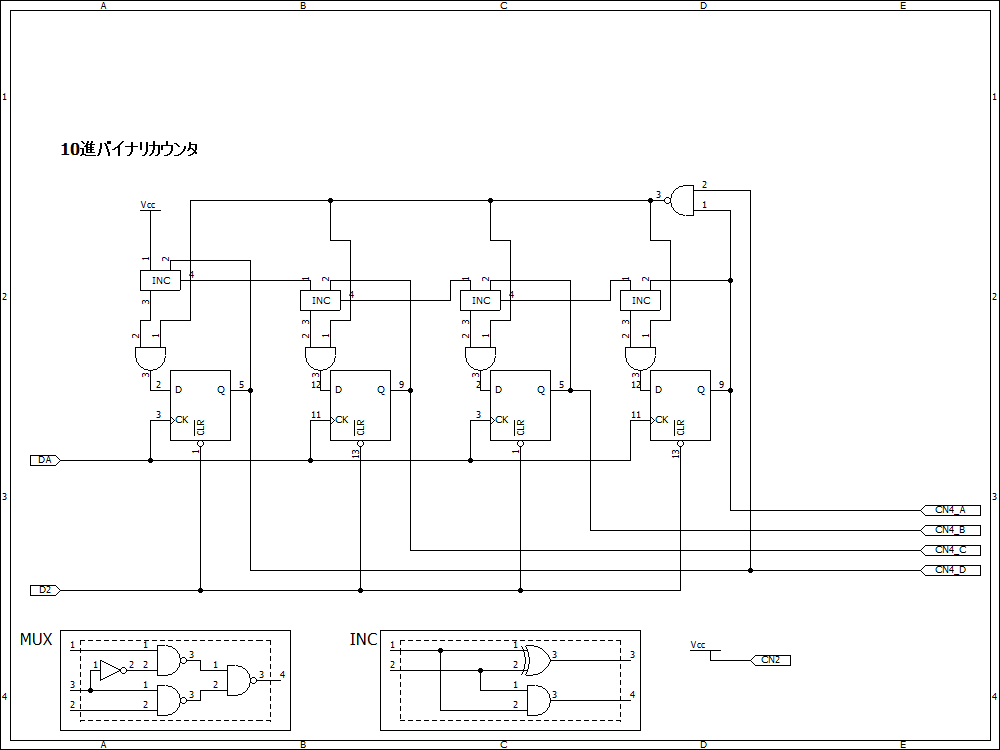 A B C D E
1 1
10進バイナリカウンタ
Vcc
3 2
1
1 2 4
INC
1 2 4
INC
1 2 4
INC
1 2
INC
2 2
3 3 3 3
2 1 2 1 2 1 2 1
3 3 3 3
2 D Q 5
12 D Q 9
2 D Q 5
12 D Q 9
3 CK CLR
11 CK CLR
3 CK CLR
11 CK CLR
1 13 1 13
DA
3 3
CN4_A
CN4_B
CN4_C
CN4_D
D2
MUX
1 1 3
1 2 2 1 3 4
3 1 2
2 2 3
INC
1 1 3 3
2 2
1 3 4
2
Vcc
CN2
4 4
A B C D E